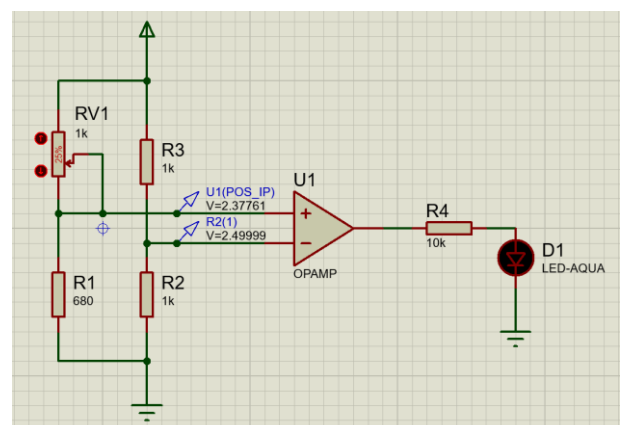 RV1
1k
25%
R3
1k
U1(POS_IP)
V=2.37761
R2(1)
V=2.49999
U1
+
−
OPAMP
R4
10k
D1
LED-AQUA
R1
680
R2
1k